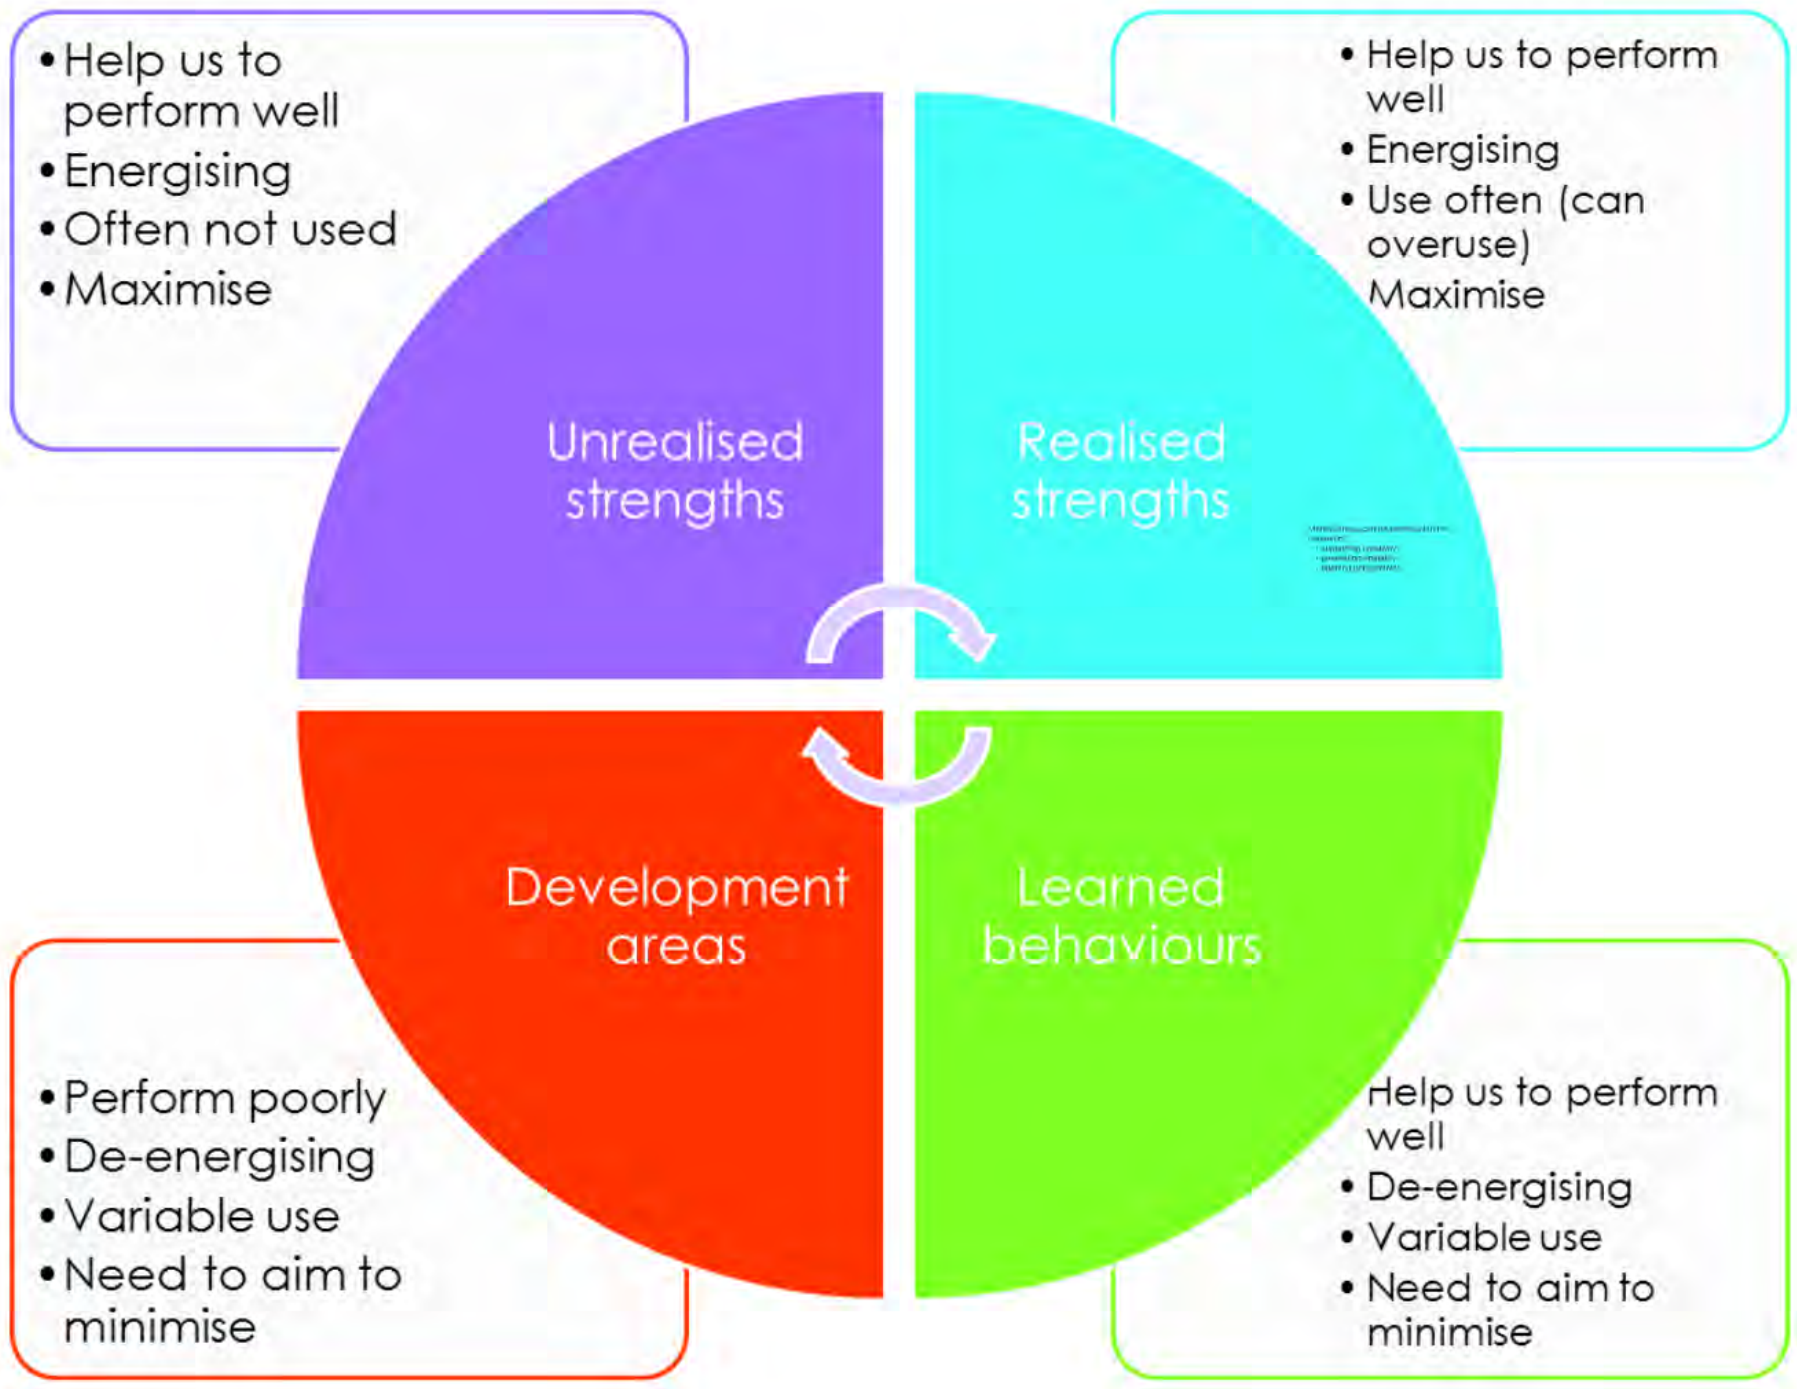 • Help us to
perform well
• Energising
• Often not used
• Maximise
• Help us to perform
well
• Energising
• Use often (can
overuse)
Maximise
Unrealised
strengths
Realised
strengths
Development
areas
Learned
behaviours
• Perform poorly
• De-energising
• Variable use
• Need to aim to
minimise
Help us to perform
well
• De-energising
• Variable use
• Need to aim to
minimise